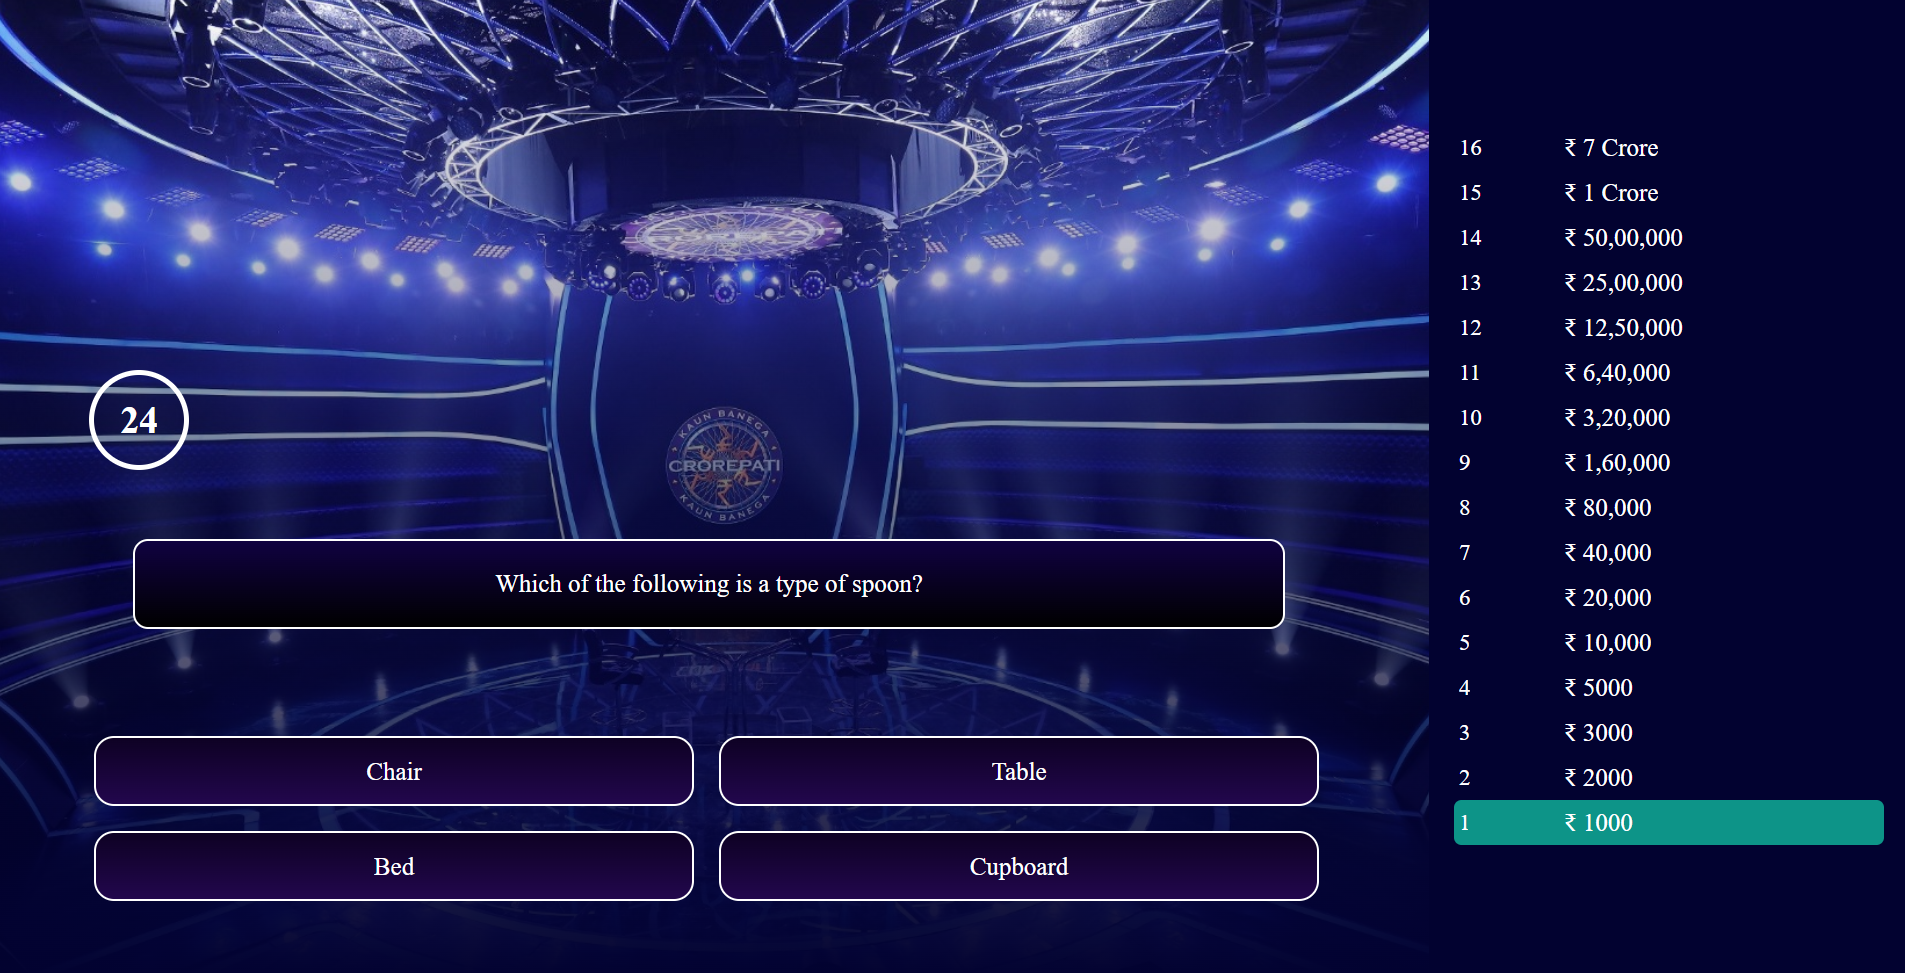 KAUN BANEGA
CROREPATI
KAUN BANEGA
24
Which of the following is a type of spoon?
Chair
Table
Bed
Cupboard
16 ₹ 7 Crore
15 ₹ 1 Crore
14 ₹ 50,00,000
13 ₹ 25,00,000
12 ₹ 12,50,000
11 ₹ 6,40,000
10 ₹ 3,20,000
9 ₹ 1,60,000
8 ₹ 80,000
7 ₹ 40,000
6 ₹ 20,000
5 ₹ 10,000
4 ₹ 5000
3 ₹ 3000
2 ₹ 2000
1 ₹ 1000